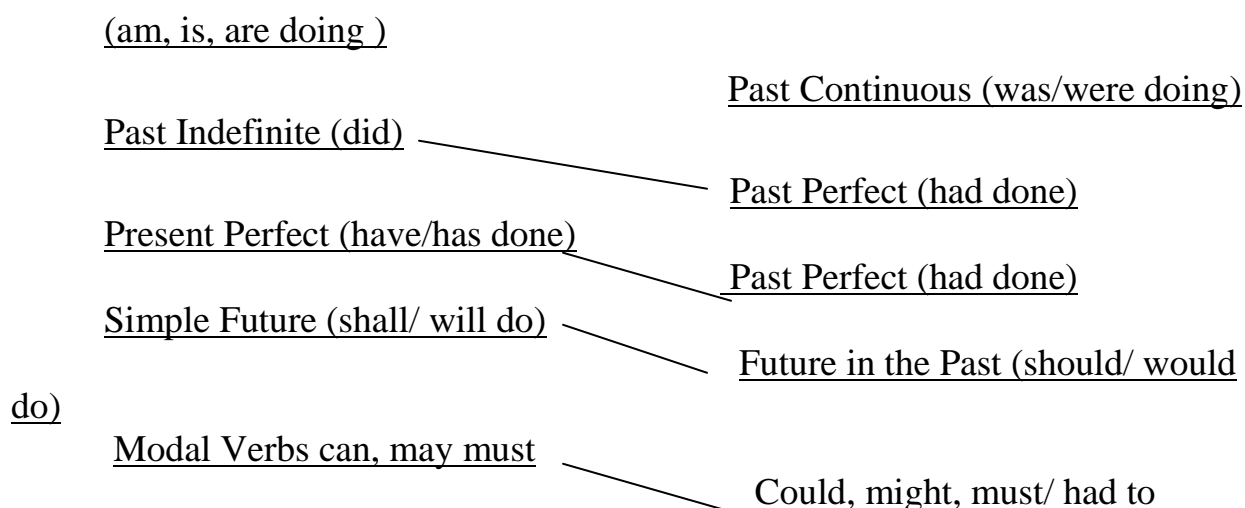 (am, is, are doing )
Past Continuous (was/were doing)
Past Indefinite (did)
Past Perfect (had done)
Present Perfect (have/has done)
Past Perfect (had done)
Simple Future (shall/ will do)
Future in the Past (should/ would
do)
Modal Verbs can, may must
Could, might, must/ had to